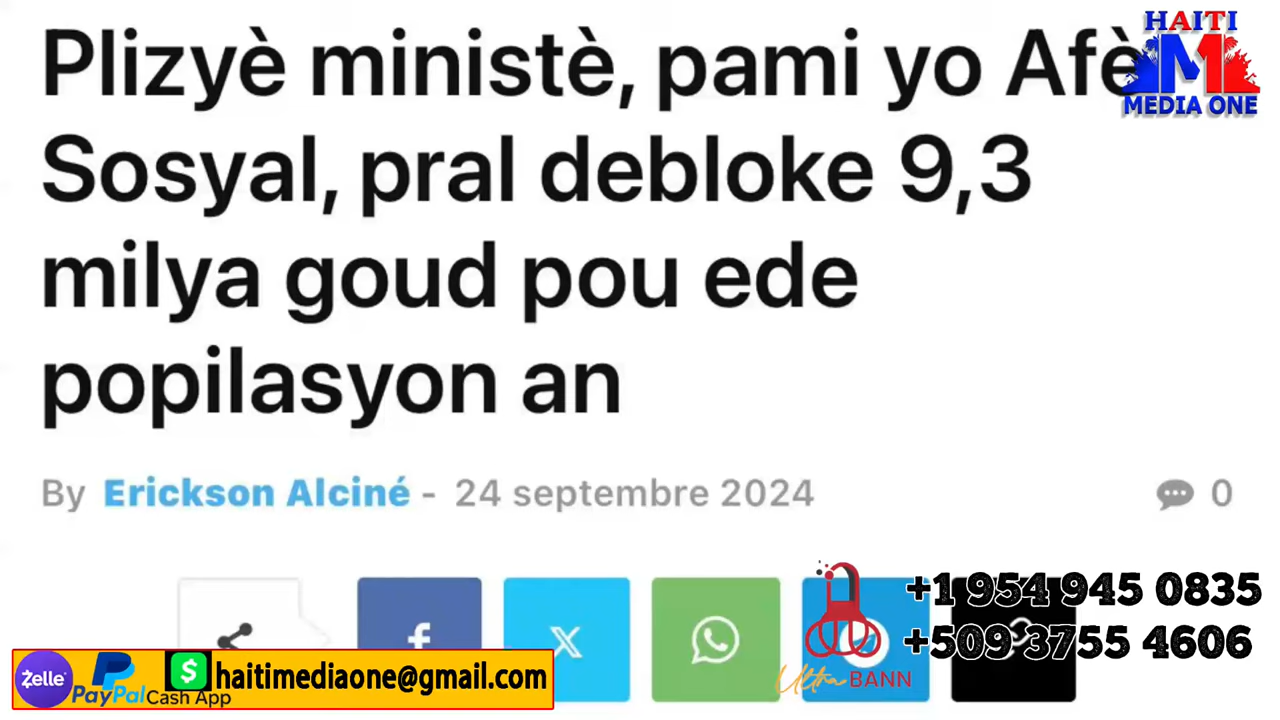 Plizyè ministè, pami yo Afè
Sosyal, pral debloke 9,3
milya goud pou ede
popilasyon an
By Erickson Alciné - 24 septembre 2024
0
HAITI
M
MEDIA ONE
+1 954 945 0835
+509 3755 4606
Ultra BANN
Zelle
PayPal
Cash App
haitimediaone@gmail.com